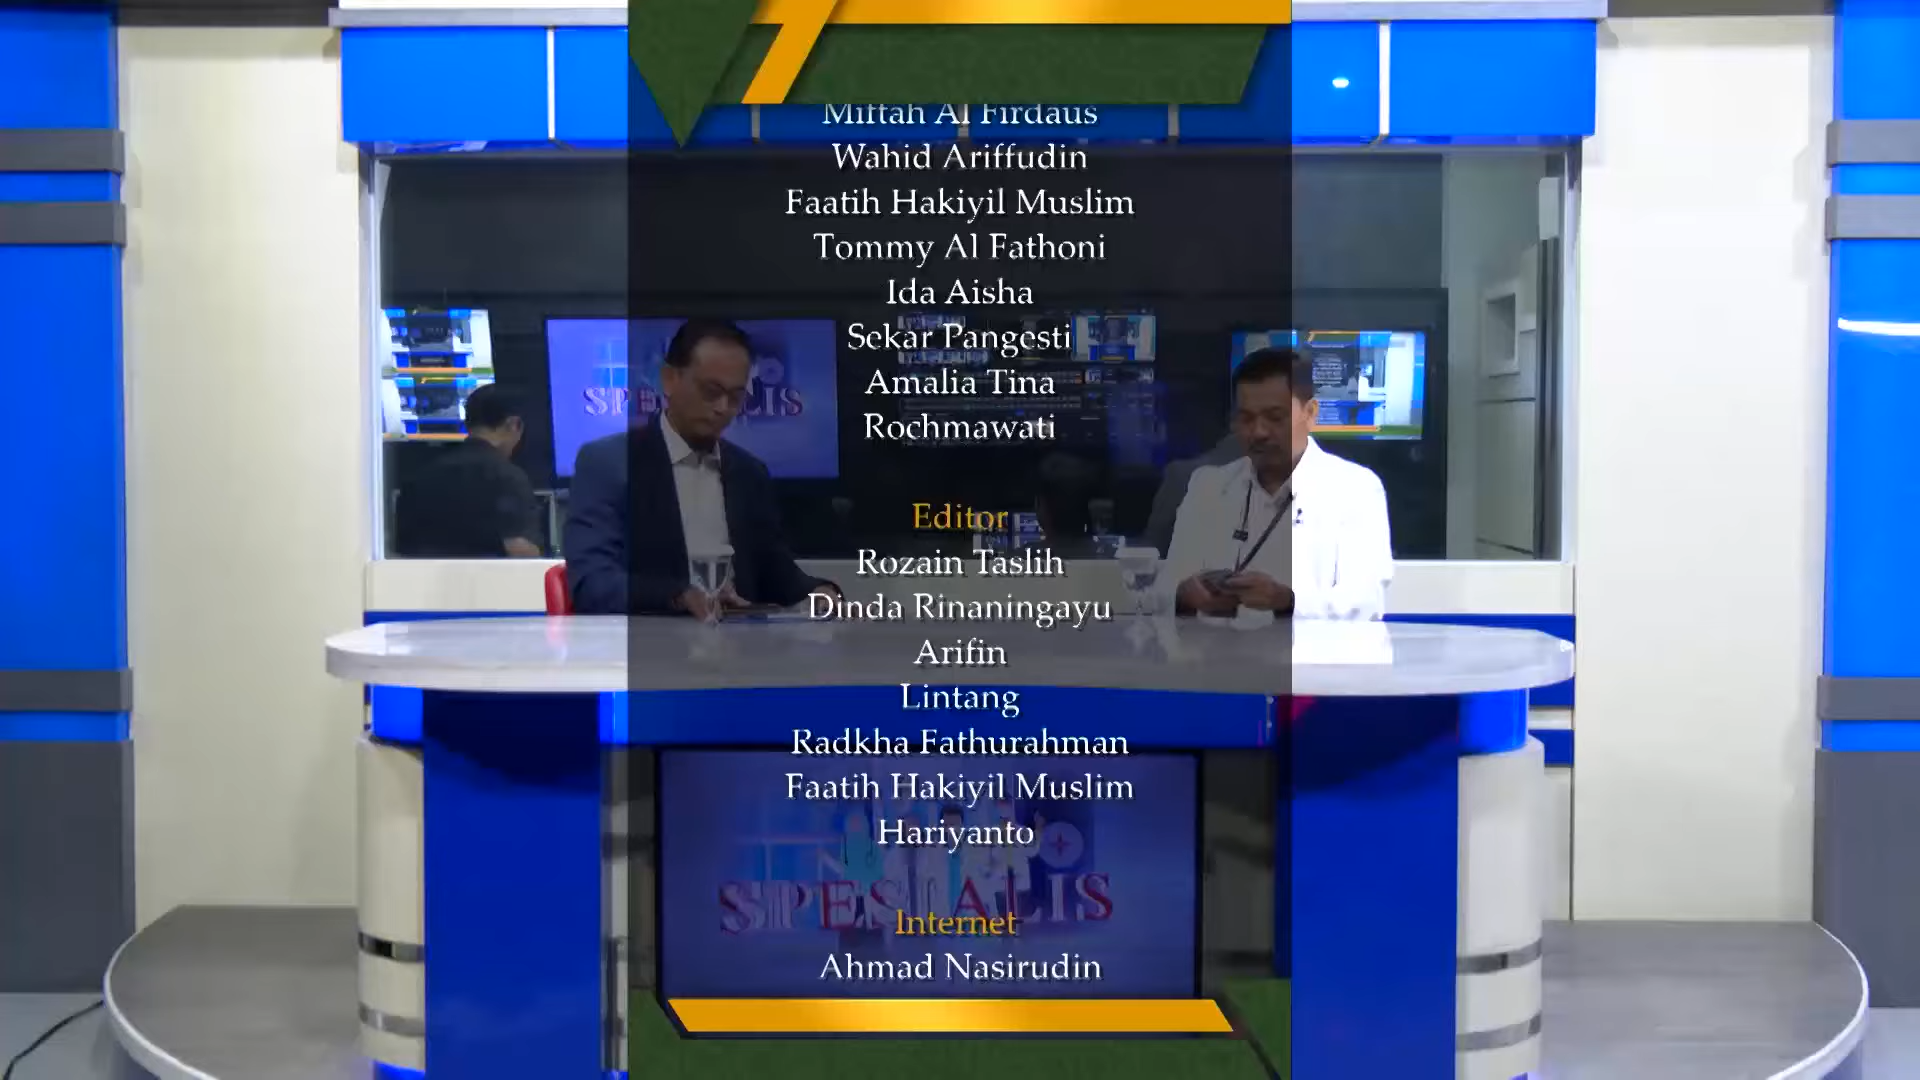 Miftah Al Firdaus
Wahid Ariffudin
Faatih Hakiyil Muslim
Tommy Al Fathoni
Ida Aisha
Sekar Pangesti
Amalia Tina
Rochmawati
Editor
Rozain Taslih
Dinda Rinaningayu
Arifin
Lintang
Radkha Fathurahman
Faatih Hakiyil Muslim
Hariyanto
SPESIALIS
Internet
Ahmad Nasirudin